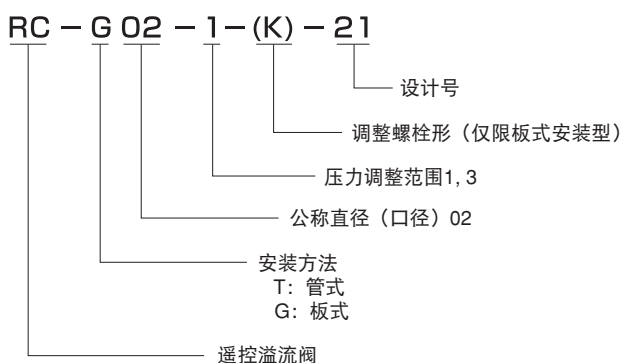 RC－G 02－1－(K)－21
设计号
调整螺栓形（仅限板式安装型）
压力调整范围1, 3
公称直径（口径）02
安装方法
T：管式
G：板式
遥控溢流阀